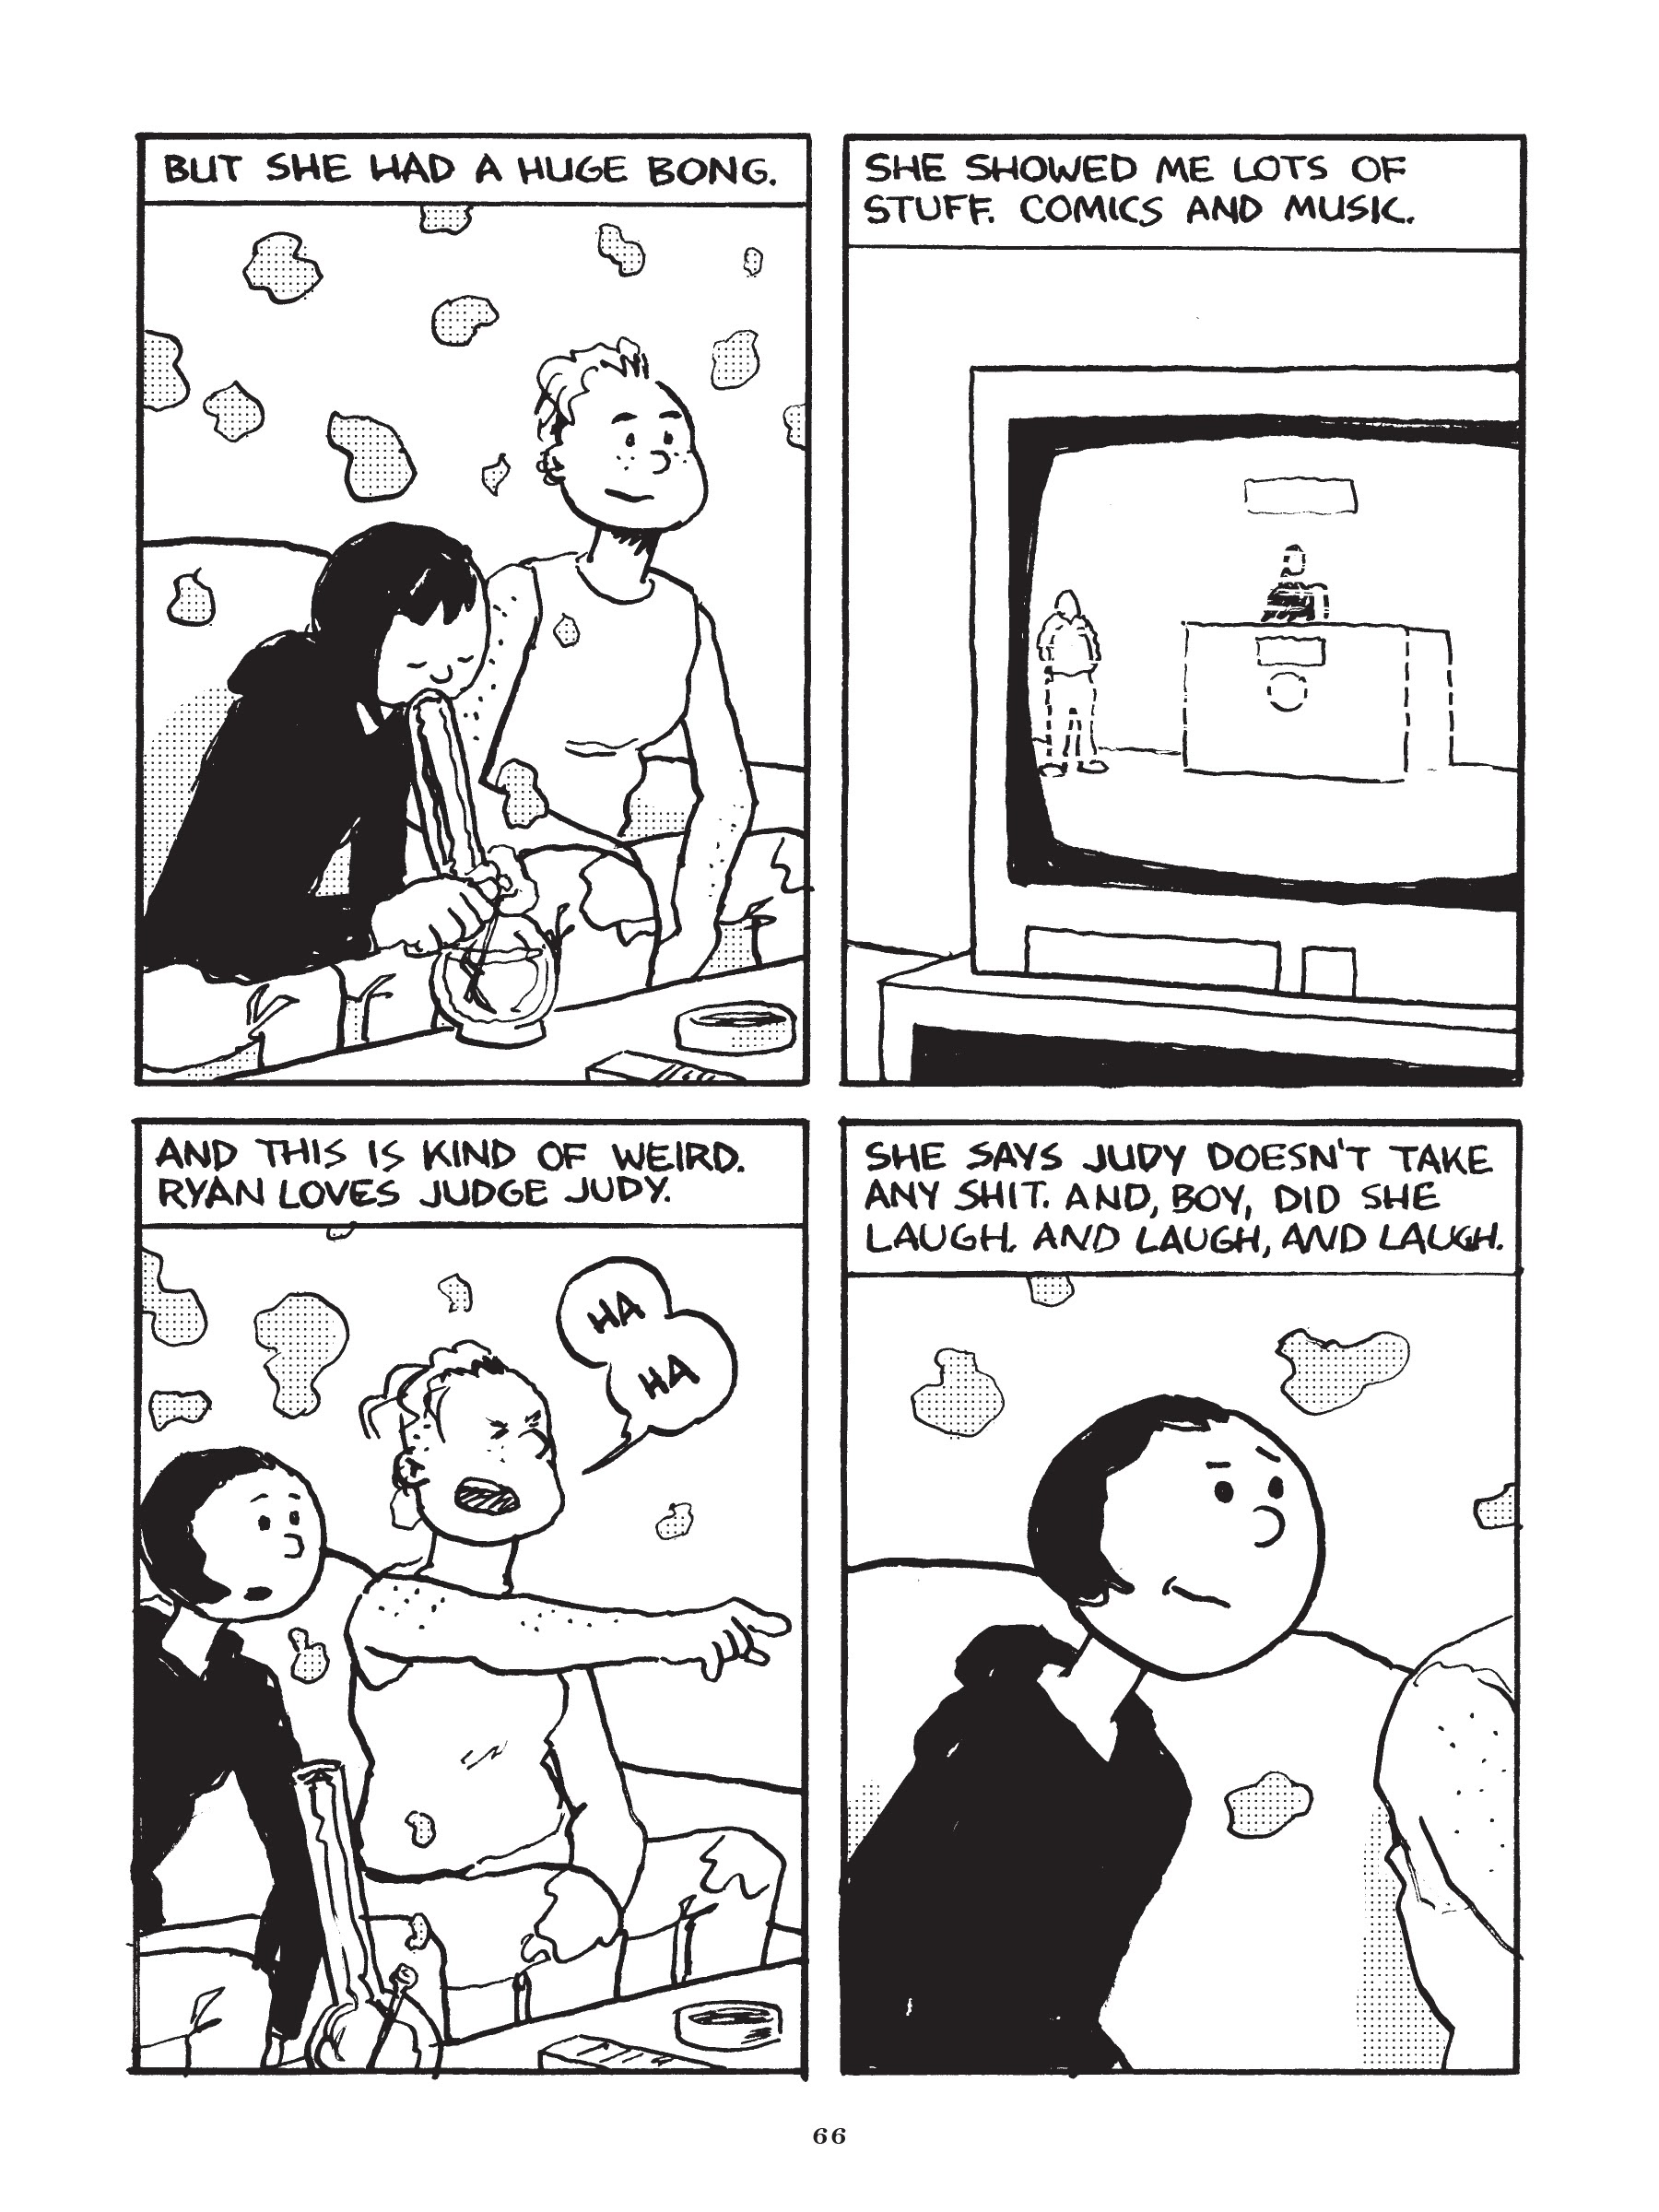 BUT SHE HAD A HUGE BONG.
SHE SHOWED ME LOTS OF
STUFF. COMICS AND MUSIC.
AND THIS IS KIND OF WEIRD.
RYAN LOVES JUDGE JUDY.
HA
HA
SHE SAYS JUDY DOESN'T TAKE
ANY SHIT. AND, BOY, DID SHE
LAUGH. AND LAUGH, AND LAUGH.
66